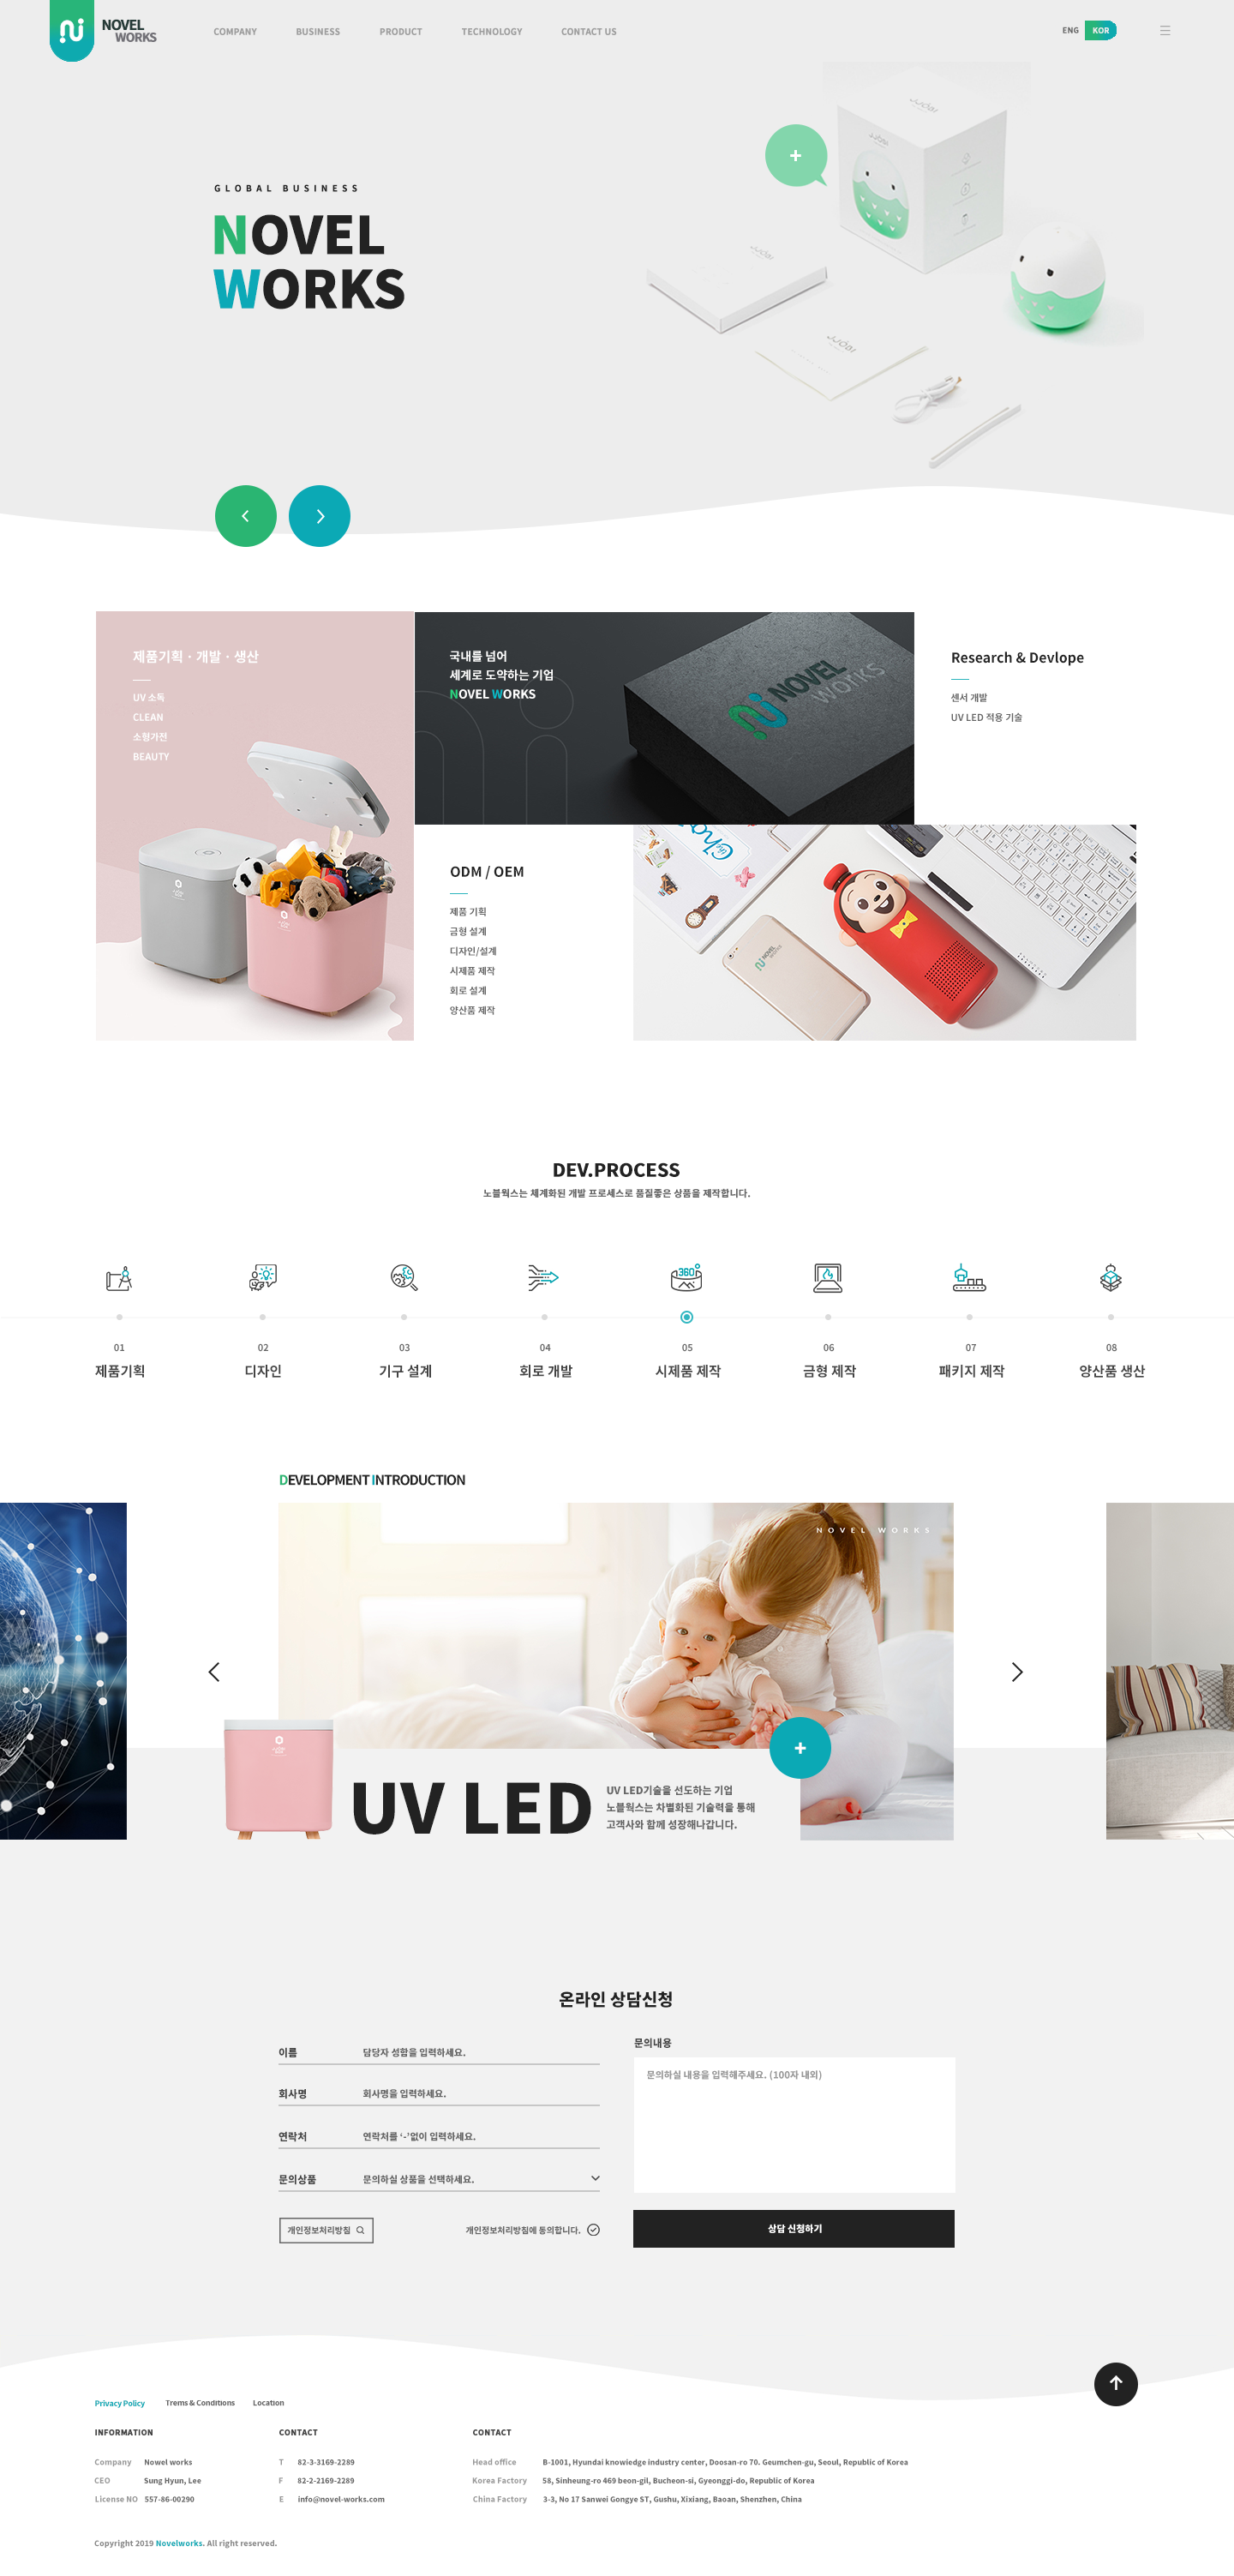 NOVEL
WORKS
COMPANY
BUSINESS
PRODUCT
TECHNOLOGY
CONTACT US
ENG
KOR
GLOBAL BUSINESS
NOVEL
WORKS
제품기획 · 개발 · 생산
UV 소독
CLEAN
소형가전
BEAUTY
국내를 넘어
세계로 도약하는 기업
NOVEL WORKS
NOVEL
WORKS
Research & Devlope
센서 개발
UV LED 적용 기술
ODM / OEM
제품 기획
금형 설계
디자인/설계
시제품 제작
회로 설계
양산품 제작
NOVEL
WORKS
DEV.PROCESS
노블웍스는 체계화된 개발 프로세스로 품질좋은 상품을 제작합니다.
360
01
02
03
04
05
06
07
08
제품기획
디자인
기구 설계
회로 개발
시제품 제작
금형 제작
패키지 제작
양산품 생산
DEVELOPMENT INTRODUCTION
NOVEL WORKS
UV LED
UV LED기술을 선도하는 기업
노블웍스는 차별화된 기술력을 통해
고객사와 함께 성장해나갑니다.
온라인 상담신청
이름
담당자 성함을 입력하세요.
회사명
회사명을 입력하세요.
연락처
연락처를 ‘-’없이 입력하세요.
문의상품
문의하실 상품을 선택하세요.
개인정보처리방침
개인정보처리방침에 동의합니다.
문의내용
문의하실 내용을 입력해주세요. (100자 내외)
상담 신청하기
Privacy Policy
Trems & Conditions
Location
INFORMATION
Company Nowel works
CEO Sung Hyun, Lee
License NO 557-86-00290
CONTACT
T 82-3-3169-2289
F 82-2-2169-2289
E info@novel-works.com
CONTACT
Head office B-1001, Hyundai knowiedge industry center, Doosan-ro 70. Geumchen-gu, Seoul, Republic of Korea
Korea Factory 58, Sinheung-ro 469 beon-gil, Bucheon-si, Gyeonggi-do, Republic of Korea
China Factory 3-3, No 17 Sanwei Gongye ST, Gushu, Xixiang, Baoan, Shenzhen, China
Copyright 2019 Novelworks. All right reserved.